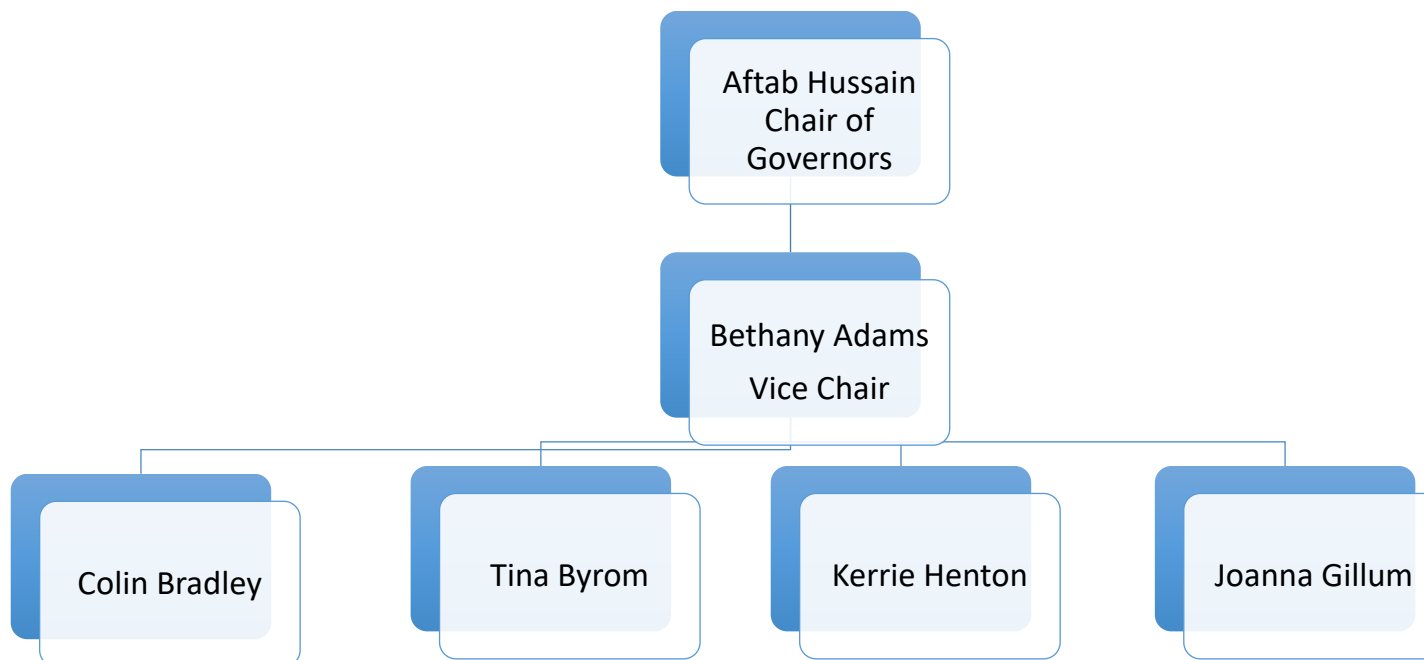 Aftab Hussain
Chair of
Governors
Bethany Adams
Vice Chair
Colin Bradley
Tina Byrom
Kerrie Henton
Joanna Gillum